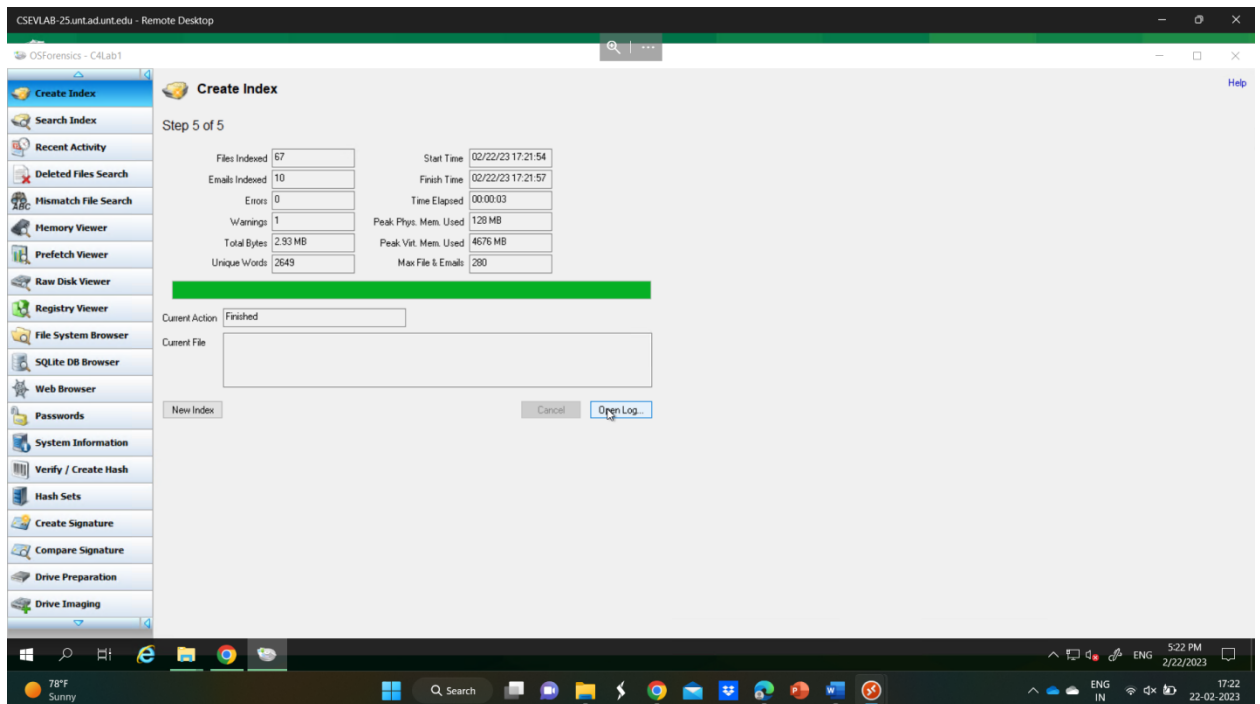 CSEVLAB-25.unt.ad.unt.edu - Remote Desktop
OSForensics - C4Lab1
Create Index
Search Index
Recent Activity
Deleted Files Search
Mismatch File Search
Memory Viewer
Prefetch Viewer
Raw Disk Viewer
Registry Viewer
File System Browser
SQLite DB Browser
Web Browser
Passwords
System Information
Verify / Create Hash
Hash Sets
Create Signature
Compare Signature
Drive Preparation
Drive Imaging
Create Index
Help
Step 5 of 5
Files Indexed 67 Start Time 02/22/23 17:21:54
Emails Indexed 10 Finish Time 02/22/23 17:21:57
Errors 0 Time Elapsed 00:00:03
Warnings 1 Peak Phys. Mem. Used 128 MB
Total Bytes 2.93 MB Peak Virt. Mem. Used 4676 MB
Unique Words 2649 Max File & Emails 280
Current Action Finished
Current File
New Index Cancel Open Log...
ENG 5:22 PM
2/22/2023
78°F
Sunny
Search
ENG
IN
17:22
22-02-2023